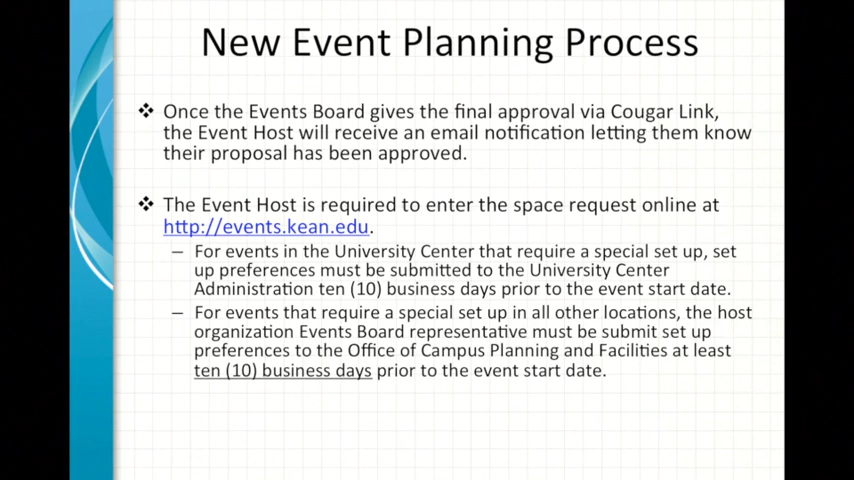 New Event Planning Process
❖ Once the Events Board gives the final approval via Cougar Link,
the Event Host will receive an email notification letting them know
their proposal has been approved.
❖ The Event Host is required to enter the space request online at
http://events.kean.edu.
– For events in the University Center that require a special set up, set
up preferences must be submitted to the University Center
Administration ten (10) business days prior to the event start date.
– For events that require a special set up in all other locations, the host
organization Events Board representative must be submit set up
preferences to the Office of Campus Planning and Facilities at least
ten (10) business days prior to the event start date.